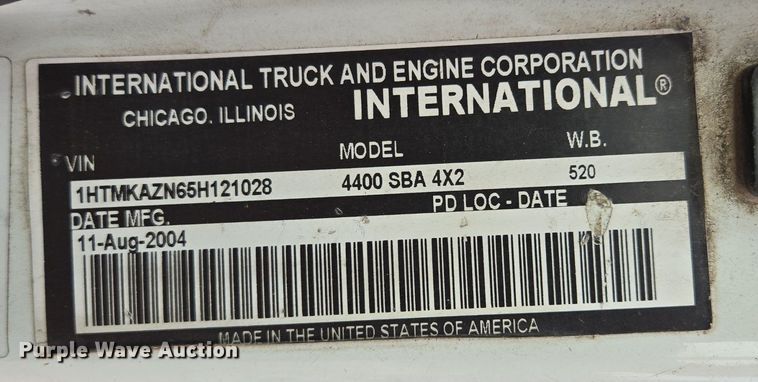 INTERNATIONAL TRUCK AND ENGINE CORPORATION
CHICAGO, ILLINOIS
INTERNATIONAL®
VIN
MODEL
W.B.
1HTMKAZN65H121028
4400 SBA 4X2
520
DATE MFG.
PD LOC - DATE
11-Aug-2004
MADE IN THE UNITED STATES OF AMERICA
Purple Wave Auction